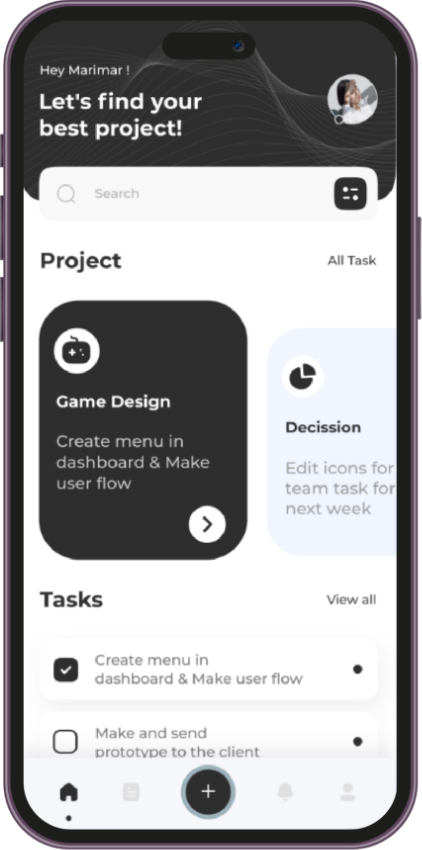 Hey Marimar !
Let's find your
best project!
Search
Project
All Task
Game Design
Create menu in
dashboard & Make
user flow
Decission
Edit icons for
team task for
next week
Tasks
View all
Create menu in
dashboard & Make user flow
Make and send
prototype to the client